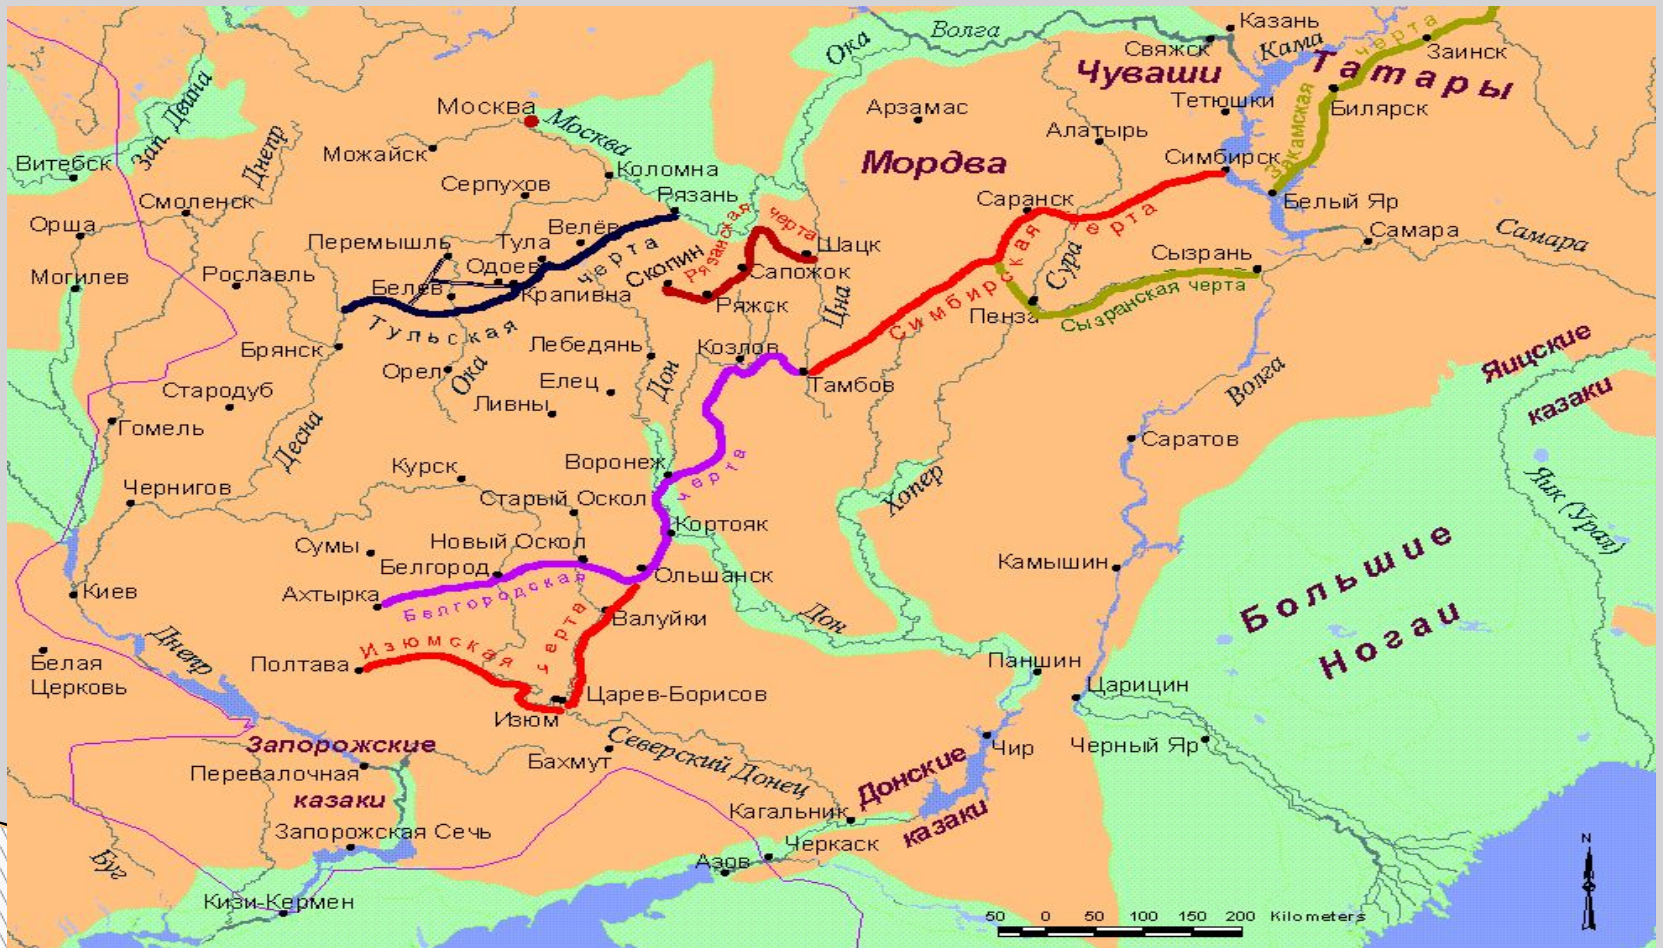 Казань
Ока
Волга
Свяжск
Кама
черта
Заинск
Чуваши
Татары
Зап. Двина
Москва
Москва
Арзамас
Тетюшки
Закамская
Билярск
Днепр
Алатырь
Витебск
Можайск
Коломна
Мордва
Симбирск
Серпухов
Рязань
Саранск
Белый Яр
Смоленск
Орша
Велёв
Рязанская
черта
черта
Самара
Самара
Перемышль
Тула
черта
Скопин
Шацк
Сура
Сызрань
Могилев
Рославль
Одоев
Сапожок
Белев
Крапивна
Ряжск
Цна
Симбирская
Пенза
Сызранская черта
Тульская
Брянск
Лебедянь
Козлов
Яицские
казаки
Орел
Ока
Елец
Дон
Тамбов
Волга
Стародуб
Ливны
Гомель
Десна
Саратов
Курск
Воронеж
черта
Хопер
Чернигов
Старый Оскол
Яик (Урал)
Кортояк
Сумы
Новый Оскол
Большие
Ногаи
Белгород
Ольшанск
Камышин
Киев
Ахтырка
Белгородская
Валуйки
Дон
Днепр
Изюмская
черта
Белая
Церковь
Полтава
Паншин
Царев-Борисов
Царицин
Изюм
Северский Донец
Запорожские
казаки
Перевалочная
Бахмут
Чир
Черный Яр
Донские
казаки
Кагальник
Запорожская Сечь
Черкаск
Буг
Азов
Кизи-Кермен
N
50 0 50 100 150 200 Kilometers